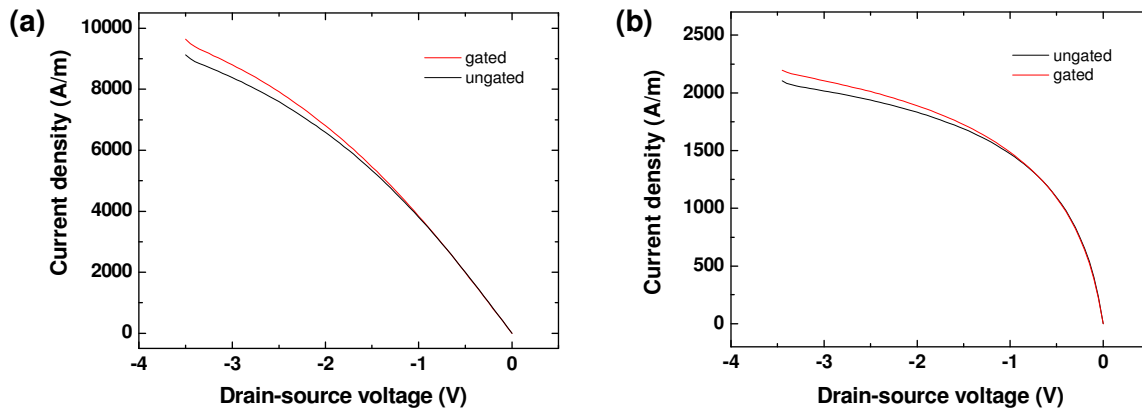 (a)
Current density (A/m)
10000
8000
6000
4000
2000
0
gated
ungated
-4 -3 -2 -1 0
Drain-source voltage (V)
(b)
Current density (A/m)
2500
2000
1500
1000
500
0
ungated
gated
-4 -3 -2 -1 0
Drain-source voltage (V)